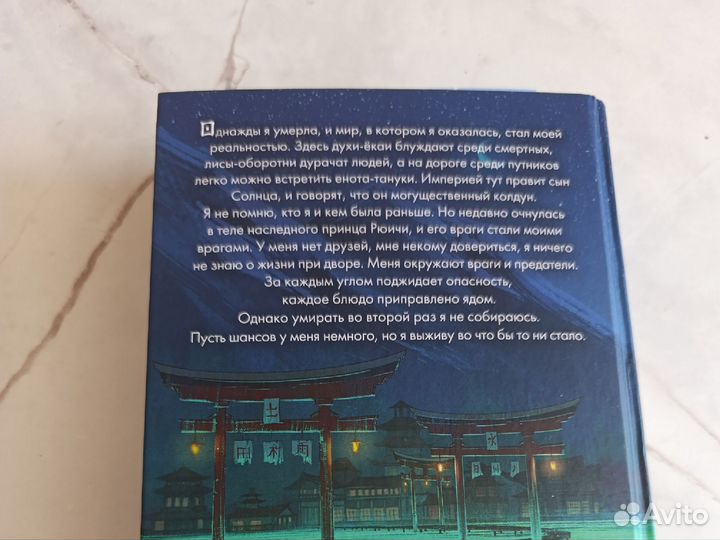 Однажды я умерла, и мир, в котором я оказалась, стал моей
реальностью. Здесь духи-ёкаи блуждают среди смертных,
лисы-оборотни дурачат людей, а на дороге среди путников
легко можно встретить енота-тануки. Империей тут правит сын
Солнца, и говорят, что он могущественный колдун.
Я не помню, кто я и кем была раньше. Но недавно очнулась
в теле наследного принца Рюичи, и его враги стали моими
врагами. У меня нет друзей, мне некому довериться, я ничего
не знаю о жизни при дворе. Меня окружают враги и предатели.
За каждым углом поджидает опасность,
каждое блюдо приправлено ядом.
Однако умирать во второй раз я не собираюсь.
Пусть шансов у меня немного, но я выживу во что бы то ни стало.
土
水
田 利 雨
Avito